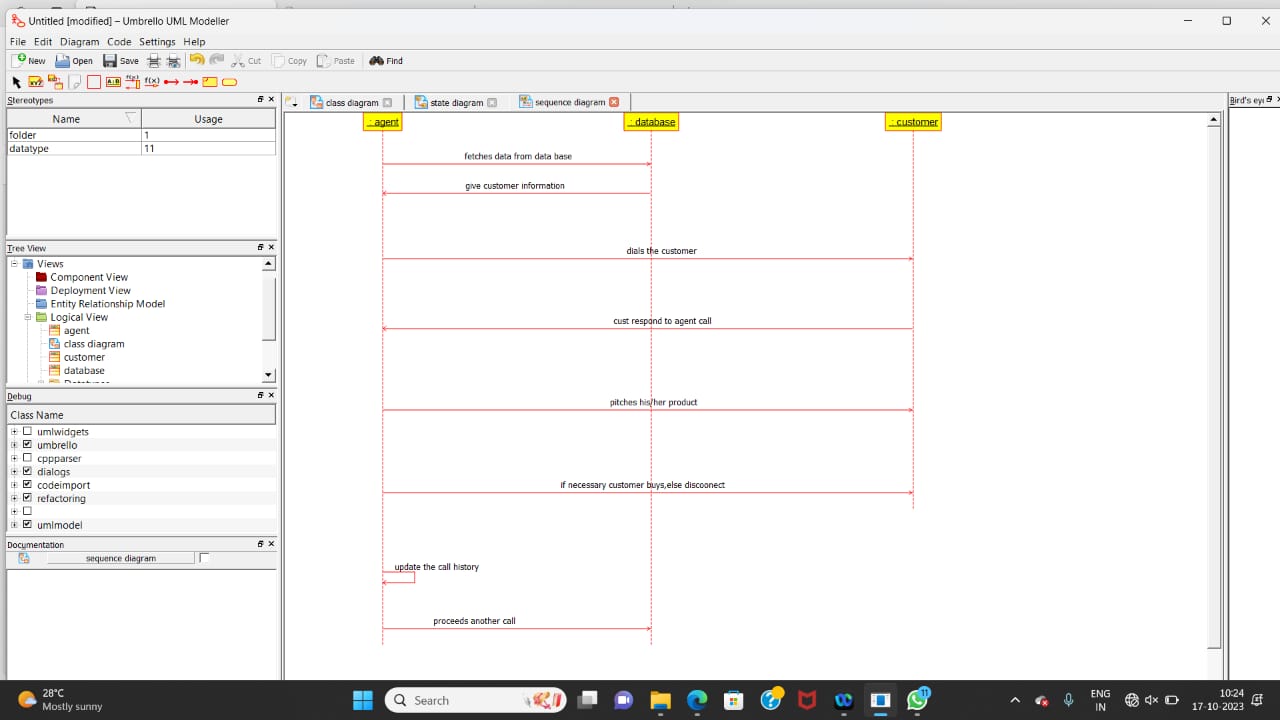 Untitled [modified] – Umbrello UML Modeller
File Edit Diagram Code Settings Help
New Open Save Cut Copy Paste Find
XYZ A:B f(x) f(x)
Stereotypes
Name Usage
folder 1
datatype 11
Tree View
Views
Component View
Deployment View
Entity Relationship Model
Logical View
agent
class diagram
customer
database
Debug
Class Name
umlwidgets
umbrello
cppparser
dialogs
codeimport
refactoring
umlmodel
Documentation
sequence diagram
class diagram state diagram sequence diagram
: agent : database : customer
fetches data from data base
give customer information
dials the customer
cust respond to agent call
pitches his/her product
if necessary customer buys,else discoonect
update the call history
proceeds another call
Bird's eye
28°C
Mostly sunny
Search
11
ENG
IN
10:24
17-10-2023